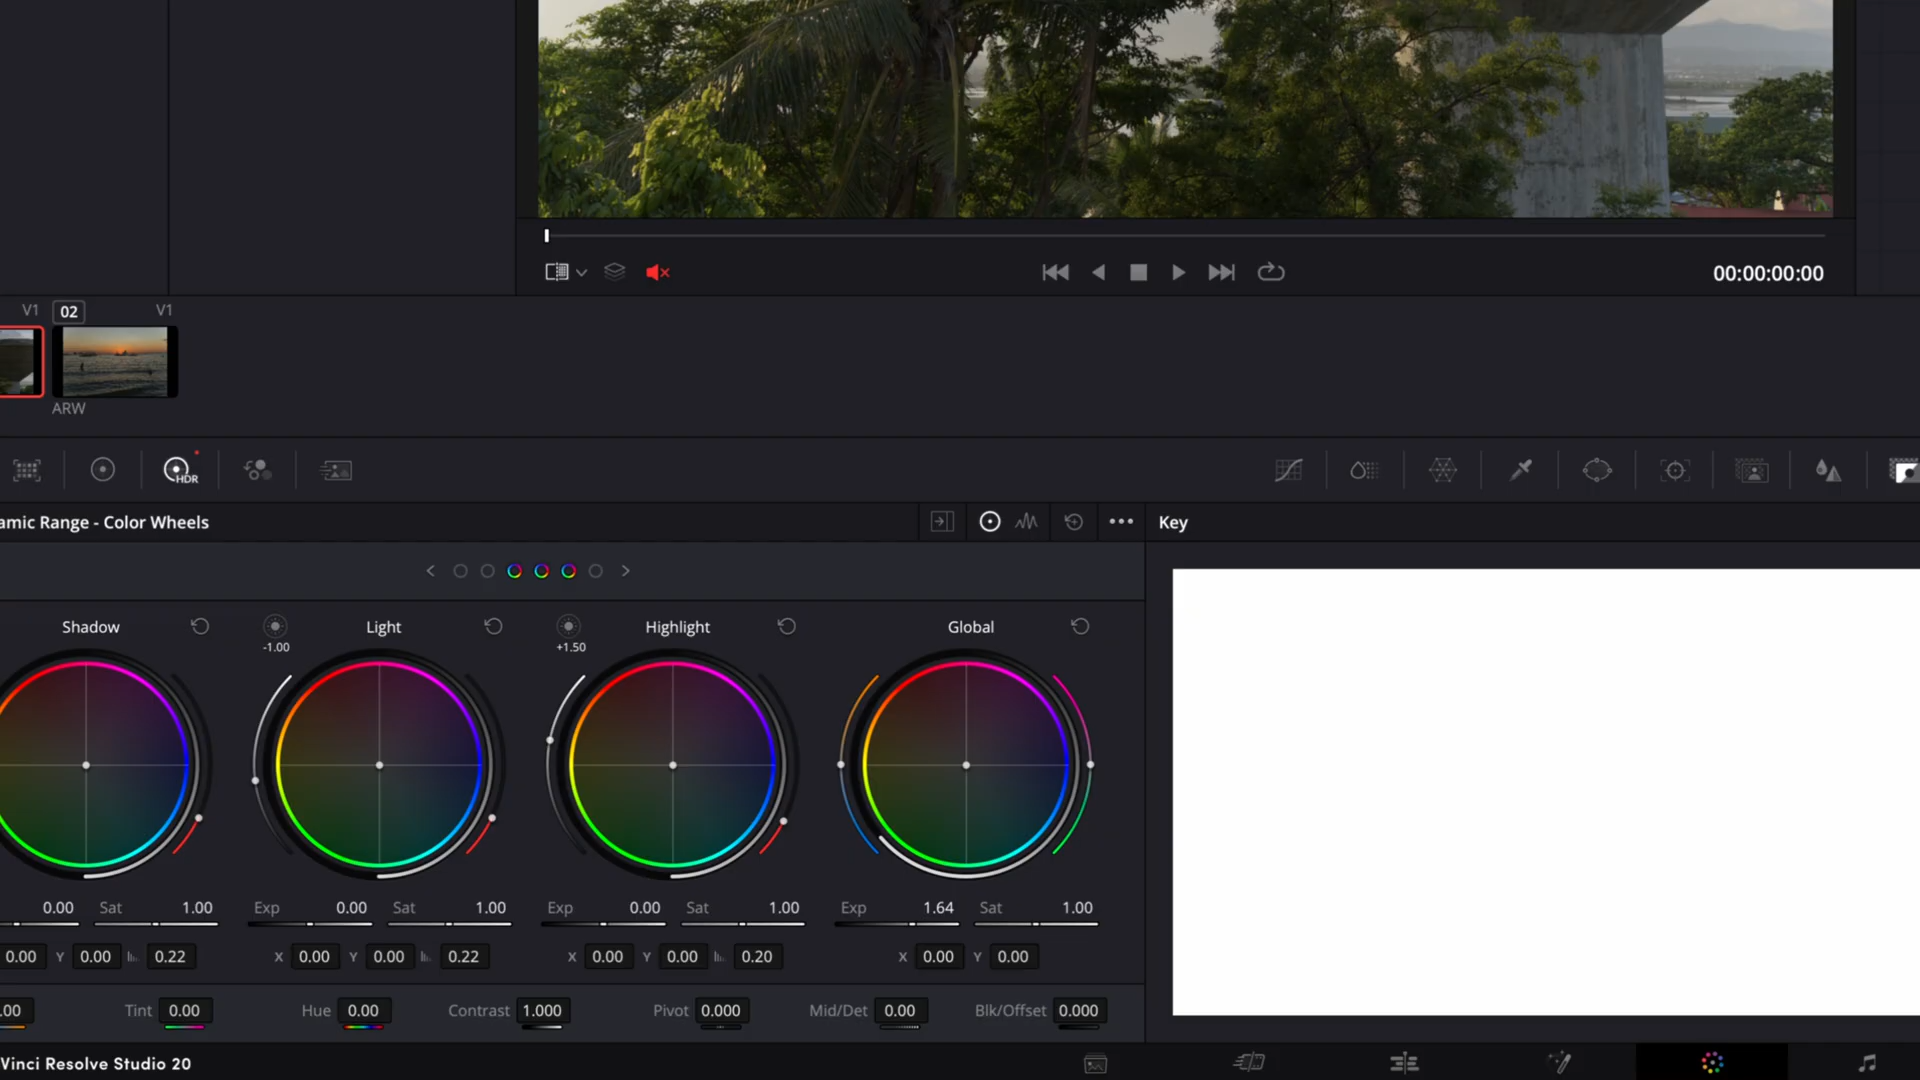 00:00:00:00
V1 02 V1
ARW
HDR
amic Range - Color Wheels
Key
Shadow Light Highlight Global
-1.00 +1.50
0.00 Sat 1.00 Exp 0.00 Sat 1.00 Exp 0.00 Sat 1.00 Exp 1.64 Sat 1.00
0.00 Y 0.00 0.22 X 0.00 Y 0.00 0.22 X 0.00 Y 0.00 0.20 X 0.00 Y 0.00
.00 Tint 0.00 Hue 0.00 Contrast 1.000 Pivot 0.000 Mid/Det 0.00 Blk/Offset 0.000
Vinci Resolve Studio 20